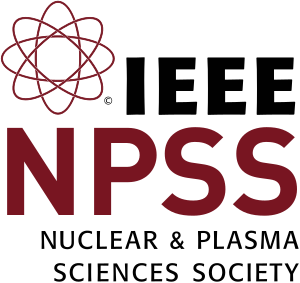 © IEEE
NPSS
NUCLEAR & PLASMA
SCIENCES SOCIETY